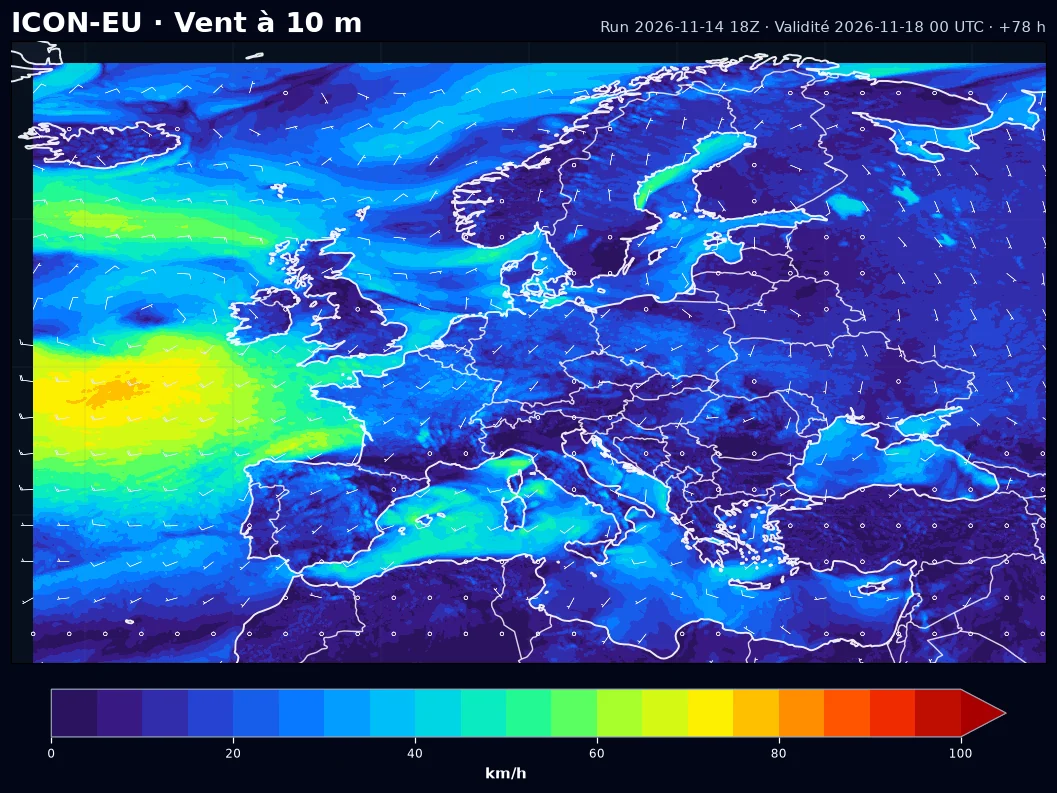 ICON-EU · Vent à 10 m
Run 2026-11-14 18Z · Validité 2026-11-18 00 UTC · +78 h
0 20 40 60 80 100
km/h